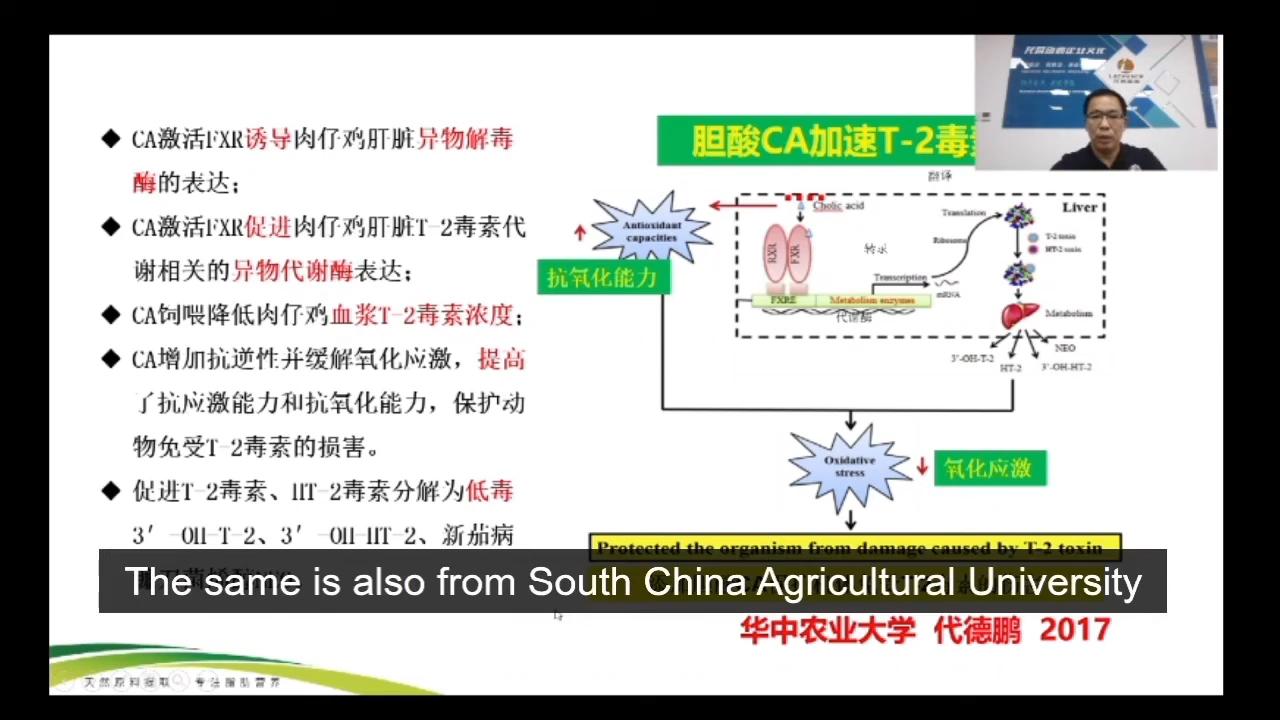 ◆ CA激活FXR诱导肉仔鸡肝脏异物解毒
酶的表达；
◆ CA激活FXR促进肉仔鸡肝脏T-2毒素代
谢相关的异物代谢酶表达；
◆ CA饲喂降低肉仔鸡血浆T-2毒素浓度；
◆ CA增加抗逆性并缓解氧化应激，提高
了抗应激能力和抗氧化能力，保护动
物免受T-2毒素的损害。
◆ 促进T-2毒素、HT-2毒素分解为低毒
3′-OH-T-2、3′-OH-HT-2、新茄病
胆酸CA加速T-2毒
翻译
Cholic acid
Translation
Liver
Antioxidant
capacities
RXR
FXR
转录
Ribosome
T-2 toxin
HT-2 toxin
抗氧化能力
Transcription
mRNA
FXRE
Metabolism enzymes
代谢酶
Metabolism
3'-OH-T-2
HT-2
NEO
3'-OH-HT-2
Oxidative
stress
氧化应激
Protected the organism from damage caused by T-2 toxin
The same is also from South China Agricultural University
华中农业大学 代德鹏 2017
天然原料提取 专注脂肪营养